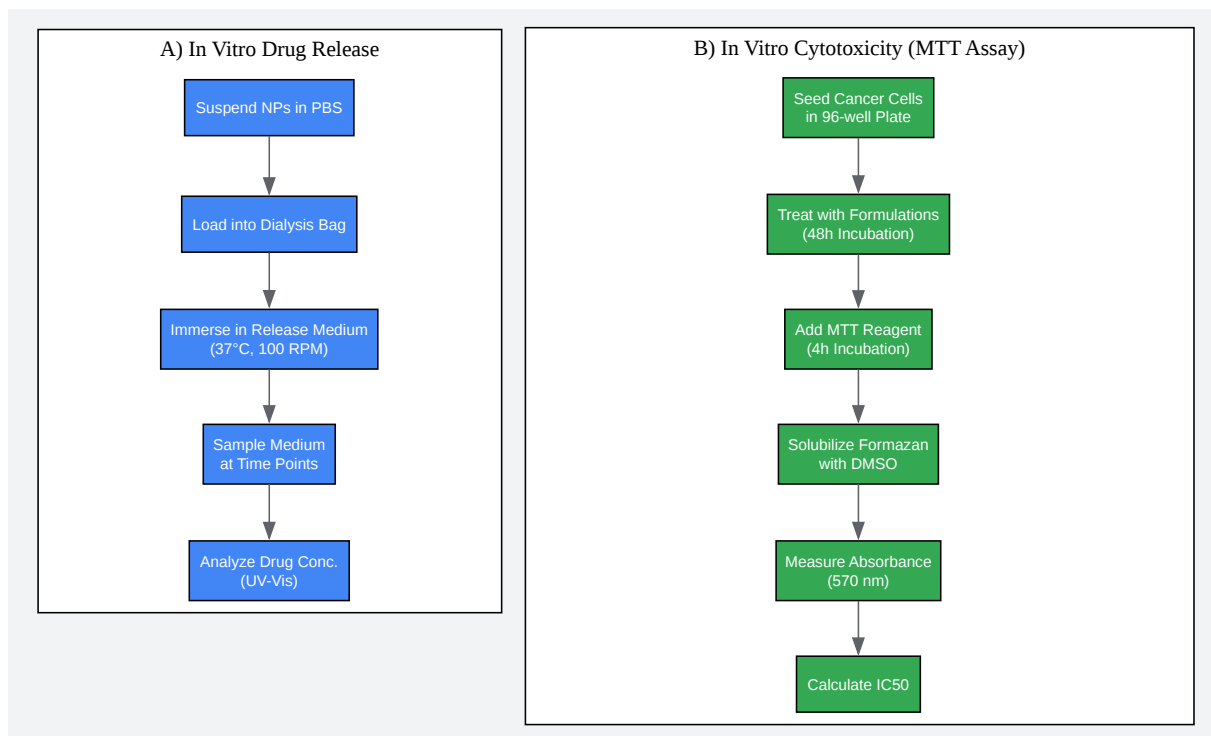 A) In Vitro Drug Release
Suspend NPs in PBS
Load into Dialysis Bag
Immerse in Release Medium
(37°C, 100 RPM)
Sample Medium
at Time Points
Analyze Drug Conc.
(UV-Vis)
B) In Vitro Cytotoxicity (MTT Assay)
Seed Cancer Cells
in 96-well Plate
Treat with Formulations
(48h Incubation)
Add MTT Reagent
(4h Incubation)
Solubilize Formazan
with DMSO
Measure Absorbance
(570 nm)
Calculate IC50